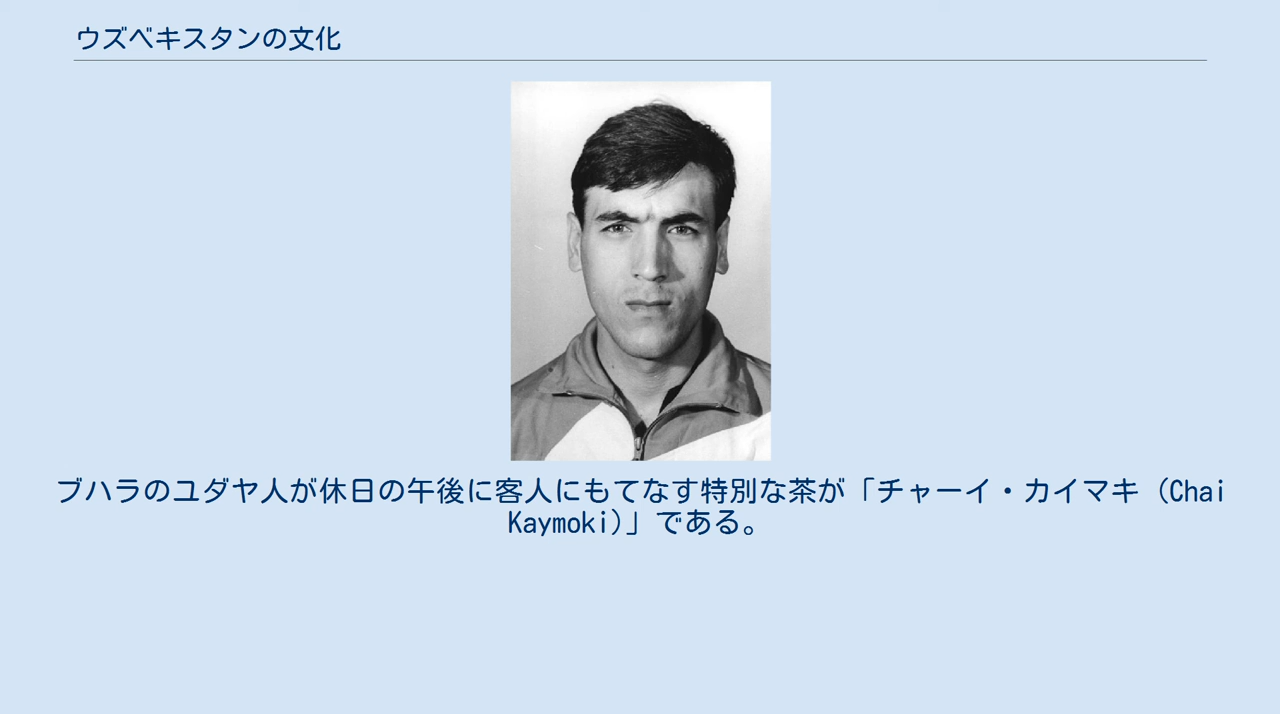 ウズベキスタンの文化
ブハラのユダヤ人が休日の午後に客人にもてなす特別な茶が「チャーイ・カイマキ（Chai
Kaymoki)」である。